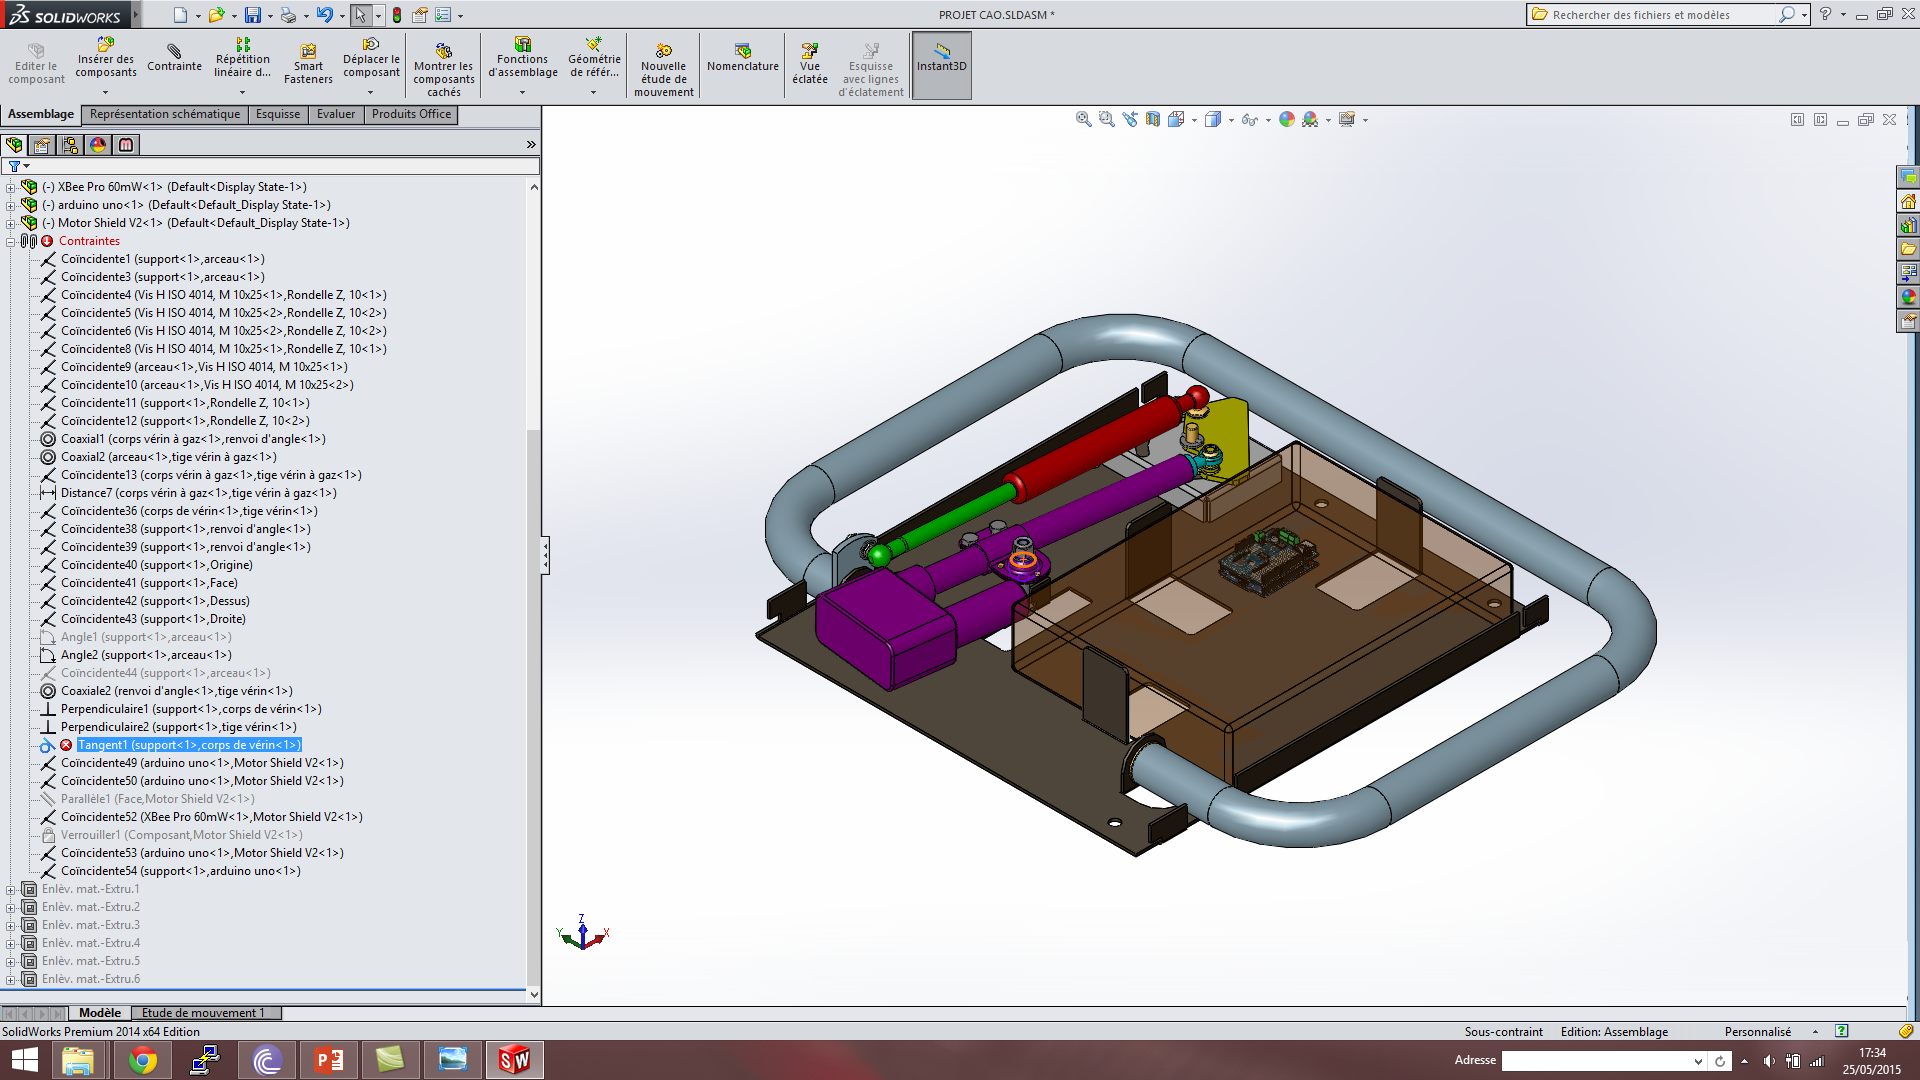 SOLIDWORKS
PROJET CAO.SLDASM *
Rechercher des fichiers et modèles
Editer le composant
Insérer des composants
Contrainte
Répétition linéaire d...
Smart Fasteners
Déplacer le composant
Montrer les composants cachés
Fonctions d'assemblage
Géométrie de référ...
Nouvelle étude de mouvement
Nomenclature
Vue éclatée
Esquisse avec lignes d'éclatement
Instant3D
Assemblage
Représentation schématique
Esquisse
Evaluer
Produits Office
(-) XBee Pro 60mW<1> (Default<Display State-1>)
(-) arduino uno<1> (Default<Default_Display State-1>)
(-) Motor Shield V2<1> (Default<Default_Display State-1>)
Contraintes
Coïncidente1 (support<1>,arceau<1>)
Coïncidente3 (support<1>,arceau<1>)
Coïncidente4 (Vis H ISO 4014, M 10x25<1>,Rondelle Z, 10<1>)
Coïncidente5 (Vis H ISO 4014, M 10x25<2>,Rondelle Z, 10<2>)
Coïncidente6 (Vis H ISO 4014, M 10x25<2>,Rondelle Z, 10<2>)
Coïncidente8 (Vis H ISO 4014, M 10x25<1>,Rondelle Z, 10<1>)
Coïncidente9 (arceau<1>,Vis H ISO 4014, M 10x25<1>)
Coïncidente10 (arceau<1>,Vis H ISO 4014, M 10x25<2>)
Coïncidente11 (support<1>,Rondelle Z, 10<1>)
Coïncidente12 (support<1>,Rondelle Z, 10<2>)
Coaxial1 (corps vérin à gaz<1>,renvoi d'angle<1>)
Coaxial2 (arceau<1>,tige vérin à gaz<1>)
Coïncidente13 (corps vérin à gaz<1>,tige vérin à gaz<1>)
Distance7 (corps vérin à gaz<1>,tige vérin à gaz<1>)
Coïncidente36 (corps de vérin<1>,tige vérin<1>)
Coïncidente38 (support<1>,renvoi d'angle<1>)
Coïncidente39 (support<1>,renvoi d'angle<1>)
Coïncidente40 (support<1>,Origine)
Coïncidente41 (support<1>,Face)
Coïncidente42 (support<1>,Dessus)
Coïncidente43 (support<1>,Droite)
Angle1 (support<1>,arceau<1>)
Angle2 (support<1>,arceau<1>)
Coïncidente44 (support<1>,arceau<1>)
Coaxiale2 (renvoi d'angle<1>,tige vérin<1>)
Perpendiculaire1 (support<1>,corps de vérin<1>)
Perpendiculaire2 (support<1>,tige vérin<1>)
Tangent1 (support<1>,corps de vérin<1>)
Coïncidente49 (arduino uno<1>,Motor Shield V2<1>)
Coïncidente50 (arduino uno<1>,Motor Shield V2<1>)
Parallèle1 (Face,Motor Shield V2<1>)
Coïncidente52 (XBee Pro 60mW<1>,Motor Shield V2<1>)
Verrouiller1 (Composant,Motor Shield V2<1>)
Coïncidente53 (arduino uno<1>,Motor Shield V2<1>)
Coïncidente54 (support<1>,arduino uno<1>)
Enlèv. mat.-Extru.1
Enlèv. mat.-Extru.2
Enlèv. mat.-Extru.3
Enlèv. mat.-Extru.4
Enlèv. mat.-Extru.5
Enlèv. mat.-Extru.6
Z
Y
X
Modèle
Etude de mouvement 1
SolidWorks Premium 2014 x64 Edition
Sous-contraint
Edition: Assemblage
Personnalisé
Adresse
17:34
25/05/2015